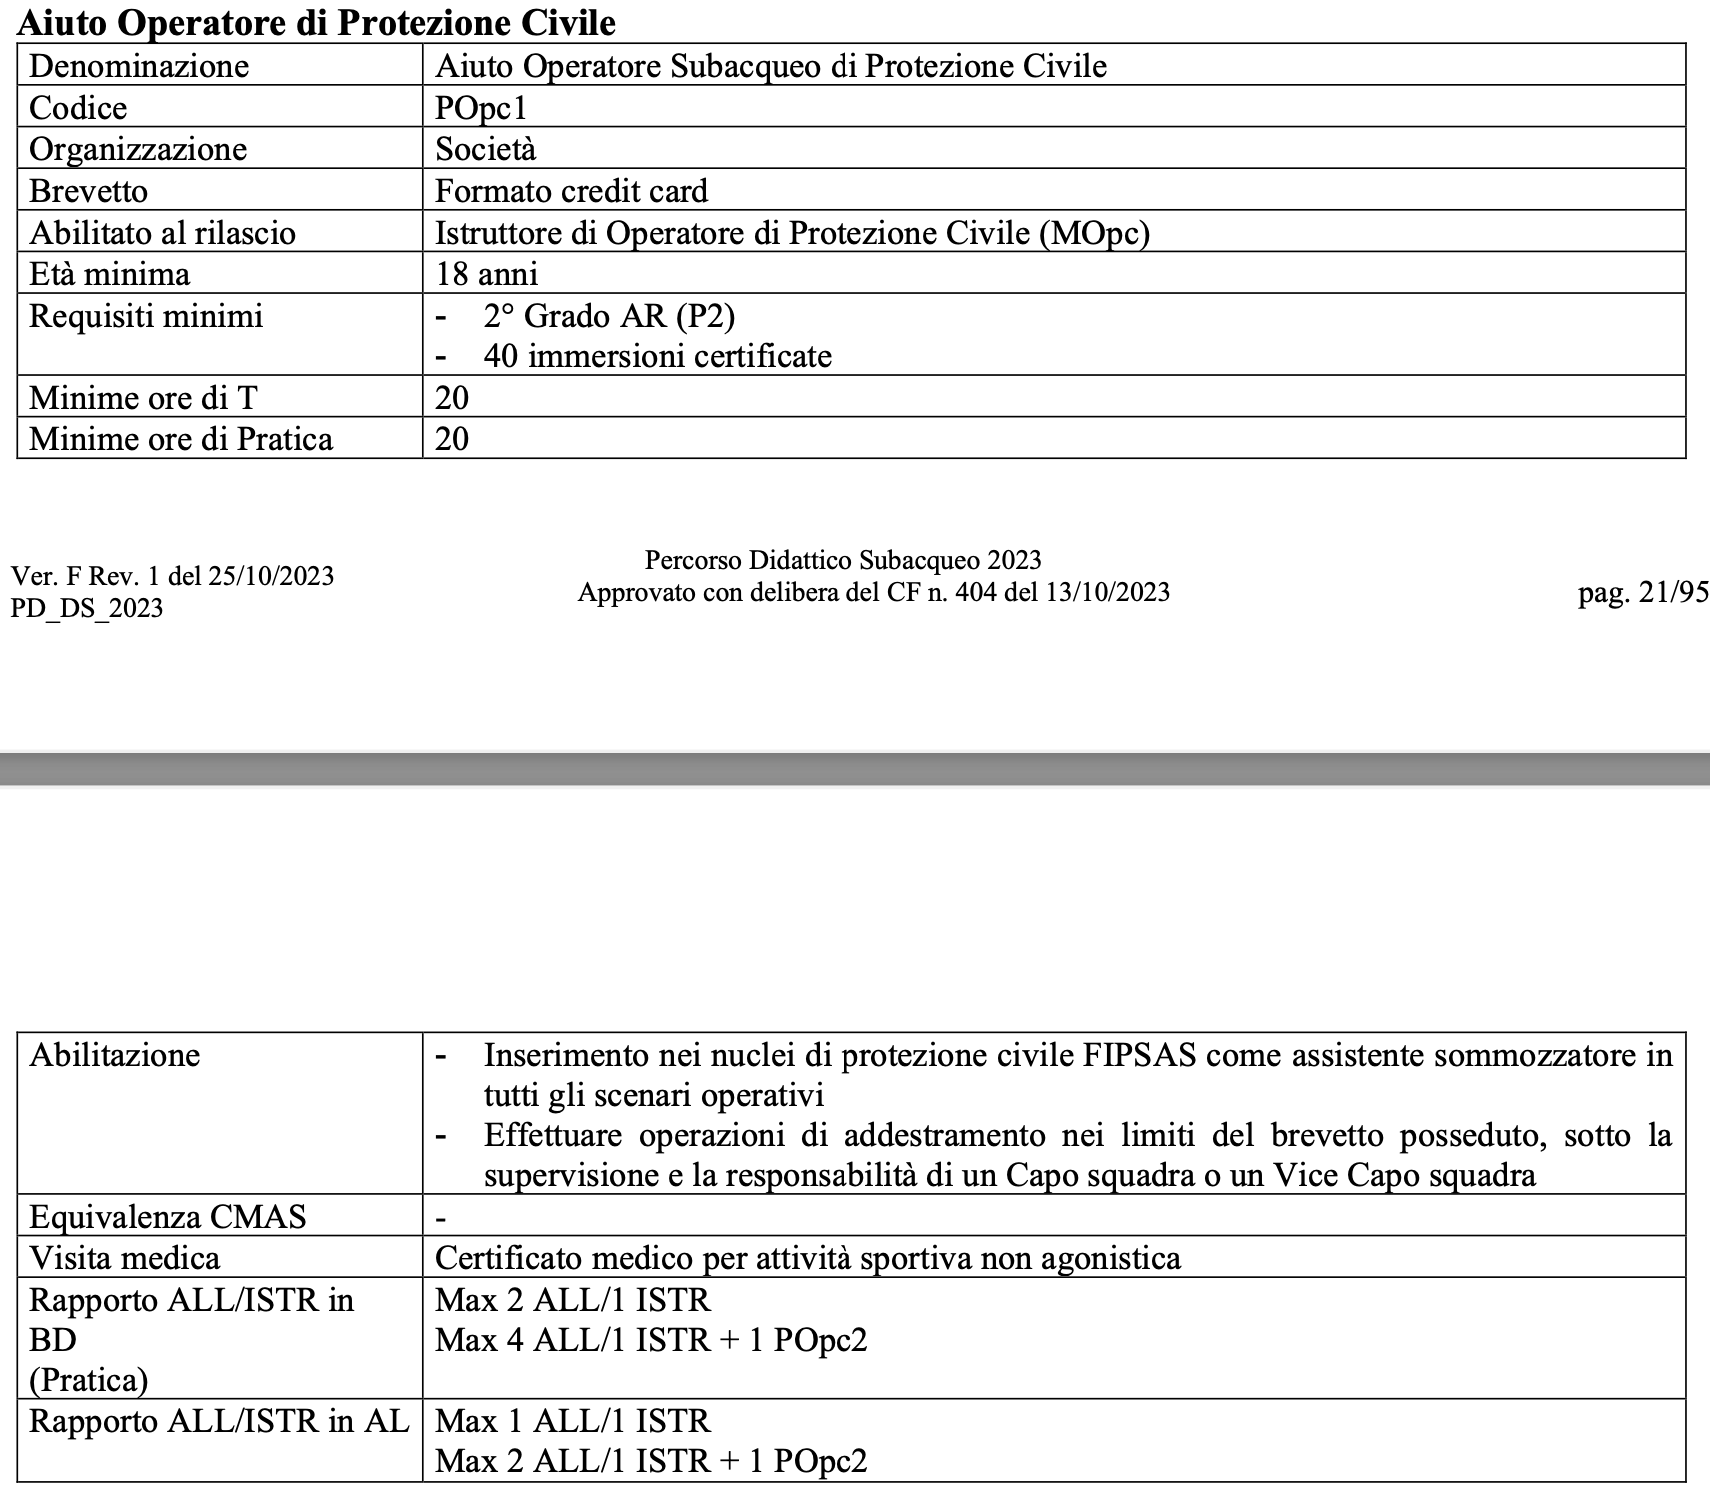 Aiuto Operatore di Protezione Civile
Denominazione Aiuto Operatore Subacqueo di Protezione Civile
Codice POpc1
Organizzazione Società
Brevetto Formato credit card
Abilitato al rilascio Istruttore di Operatore di Protezione Civile (MOpc)
Età minima 18 anni
Requisiti minimi - 2° Grado AR (P2)
- 40 immersioni certificate
Minime ore di T 20
Minime ore di Pratica 20
Percorso Didattico Subacqueo 2023
Ver. F Rev. 1 del 25/10/2023
Approvato con delibera del CF n. 404 del 13/10/2023
pag. 21/95
PD_DS_2023
Abilitazione - Inserimento nei nuclei di protezione civile FIPSAS come assistente sommozzatore in
tutti gli scenari operativi
- Effettuare operazioni di addestramento nei limiti del brevetto posseduto, sotto la
supervisione e la responsabilità di un Capo squadra o un Vice Capo squadra
Equivalenza CMAS -
Visita medica Certificato medico per attività sportiva non agonistica
Rapporto ALL/ISTR in Max 2 ALL/1 ISTR
BD Max 4 ALL/1 ISTR + 1 POpc2
(Pratica)
Rapporto ALL/ISTR in AL Max 1 ALL/1 ISTR
Max 2 ALL/1 ISTR + 1 POpc2